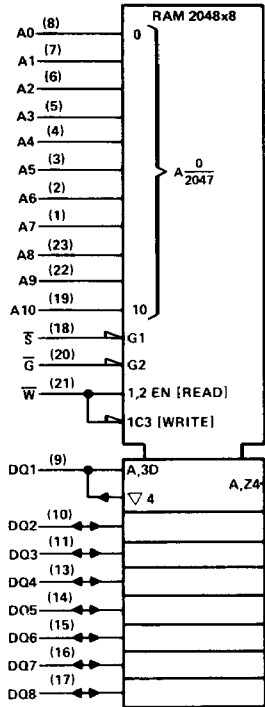 RAM 2048x8
A0 (8) 0
A1 (7)
A2 (6)
A3 (5)
A4 (4)
A5 (3) A 0/2047
A6 (2)
A7 (1)
A8 (23)
A9 (22)
A10 (19) 10
S̅ (18) G1
G̅ (20) G2
W̅ (21) 1,2 EN [READ]
1C3 [WRITE]
DQ1 (9) A,3D
▽ 4 A,Z4
DQ2 (10)
DQ3 (11)
DQ4 (13)
DQ5 (14)
DQ6 (15)
DQ7 (16)
DQ8 (17)